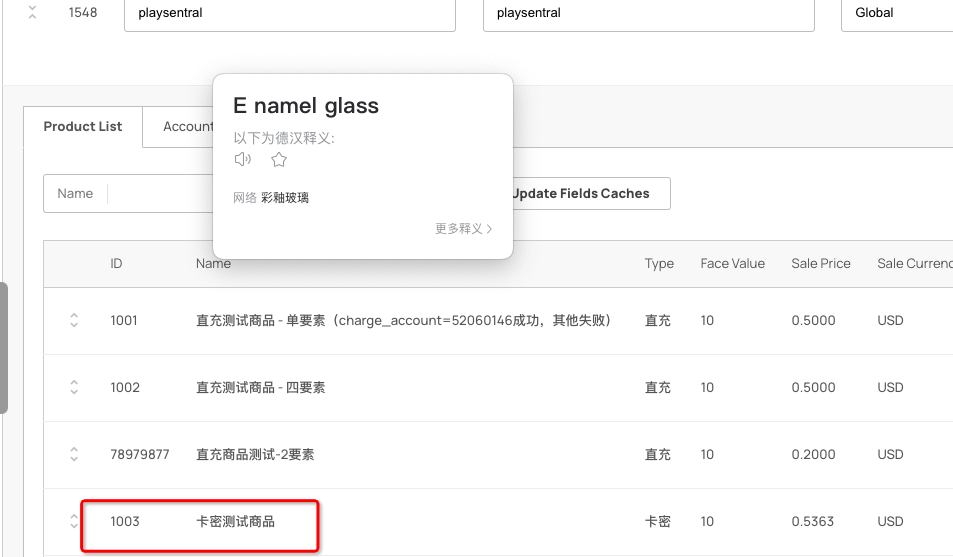 1548 playsentral playsentral Global
Product List Account
E namel glass
以下为德汉释义:
网络 彩釉玻璃
更多释义
Name Update Fields Caches
ID Name Type Face Value Sale Price Sale Currenc
1001 直充测试商品 - 单要素（charge_account=52060146成功，其他失败） 直充 10 0.5000 USD
1002 直充测试商品 - 四要素 直充 10 0.5000 USD
78979877 直充商品测试-2要素 直充 10 0.2000 USD
1003 卡密测试商品 卡密 10 0.5363 USD